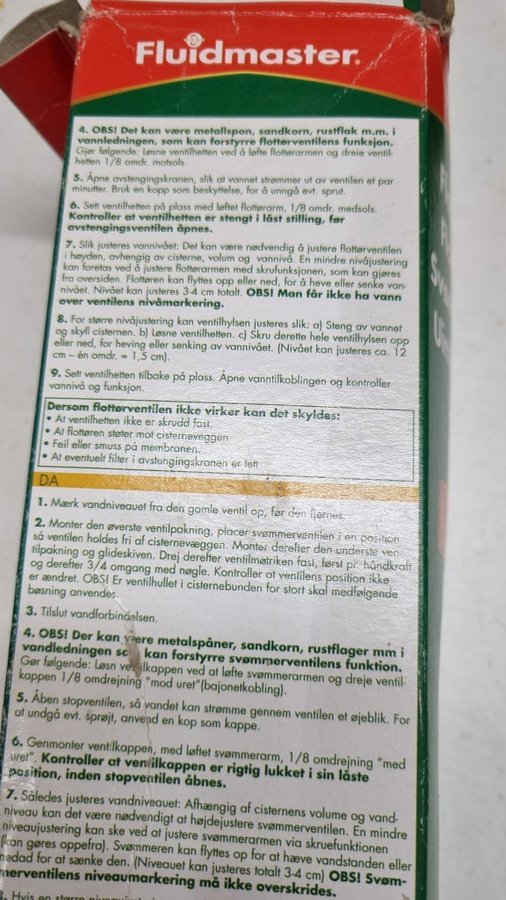 Fluidmaster®
4. OBS! Det kan være metallspon, sandkorn, rustflak m.m. i
vannledningen, som kan forstyrre flottørventilens funksjon.
Gjør følgende: Løsne ventilhetten ved å løfte flottørarmen og dreie ventil-
hetten 1/8 omdr. motsols.
5. Åpne avstengingskranen, slik at vannet strømmer ut av ventilen et par
minutter. Bruk en kopp som beskyttelse, for å unngå evt. sprut.
6. Sett ventilhetten på plass med løftet flottørarm, 1/8 omdr. medsols.
Kontroller at ventilhetten er stengt i låst stilling, før
avstengingsventilen åpnes.
7. Slik justeres vannivået: Det kan være nødvendig å justere flottørventilen
i høyden, avhengig av cisterne, volum og vannivå. En mindre nivåjustering
kan foretas ved å justere flottørarmen med skrufunksjonen, som kan gjøres
fra oversiden. Flottøren kan flyttes opp eller ned, for å heve eller senke van-
nivået. Nivået kan justeres 3-4 cm totalt. OBS! Man får ikke ha vann
over ventilens nivåmarkering.
8. For større nivåjustering kan ventilhylsen justeres slik: a) Steng av vannet
og skyll cisternen. b) Løsne ventilhetten. c) Skru derette hele ventilhylsen opp
eller ned, for heving eller senking av vannivået. (Nivået kan justeres ca. 12
cm – én omdr. = 1,5 cm).
9. Sett ventilhetten tilbake på plass. Åpne vanntilkoblingen og kontroller
vannivå og funksjon.
Dersom flottørventilen ikke virker kan det skyldes:
• At ventilhetten ikke er skrudd fast.
• At flottøren støter mot cisterneveggen.
• Feil eller smuss på membranen.
• At eventuelt filter i avstengingskranen er tett
DA
1. Mærk vandniveauet fra den gamle ventil op, før den fjernes.
2. Monter den øverste ventilpakning, placer svømmerventilen i en position
så ventilen holdes fri af cisternevæggen. Monter derefter den underste ven-
tilpakning og glideskiven. Drej derefter ventilmøtriken fast, først pr. håndkraft
og derefter 3/4 omgang med nøgle. Kontroller at ventilens position ikke
er ændret. OBS! Er ventilhullet i cisternebunden for stort skal medfølgende
bøsning anvendes.
3. Tilslut vandforbindelsen.
4. OBS! Der kan være metalspåner, sandkorn, rustflager mm i
vandledningen som kan forstyrre svømmerventilens funktion.
Gør følgende: Løsn ventilkappen ved at løfte svømmerarmen og dreje ventil-
kappen 1/8 omdrejning "mod uret"(bajonetkobling).
5. Åben stopventilen, så vandet kan strømme gennem ventilen et øjeblik. For
at undgå evt. sprøjt, anvend en kop som kappe.
6. Genmonter ventilkappen, med løftet svømmerarm, 1/8 omdrejning "med
uret". Kontroller at ventilkappen er rigtig lukket i sin låste
position, inden stopventilen åbnes.
7. Således justeres vandniveauet: Afhængig af cisternens volume og vand-
niveau kan det være nødvendigt at højdejustere svømmerventilen. En mindre
niveaujustering kan ske ved at justere svømmerarmen via skruefunktionen
(kan gøres oppefra). Svømmeren kan flyttes op for at hæve vandstanden eller
nedad for at sænke den. (Niveauet kan justeres totalt 3-4 cm) OBS! Svøm-
merventilens niveaumarkering må ikke overskrides.
8. Hvis en større